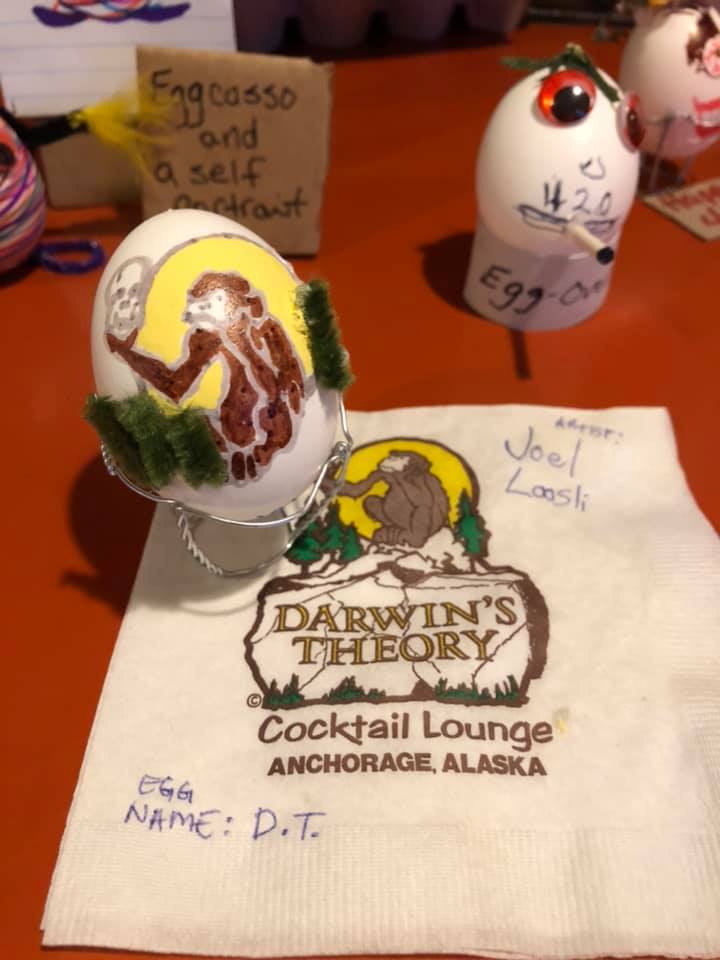 Eggcasso
and
a self
portrait
420
Egg-O
ARTIST:
Joel
Loosli
DARWIN'S
THEORY
©
Cocktail Lounge
ANCHORAGE, ALASKA
EGG
NAME: D.T.